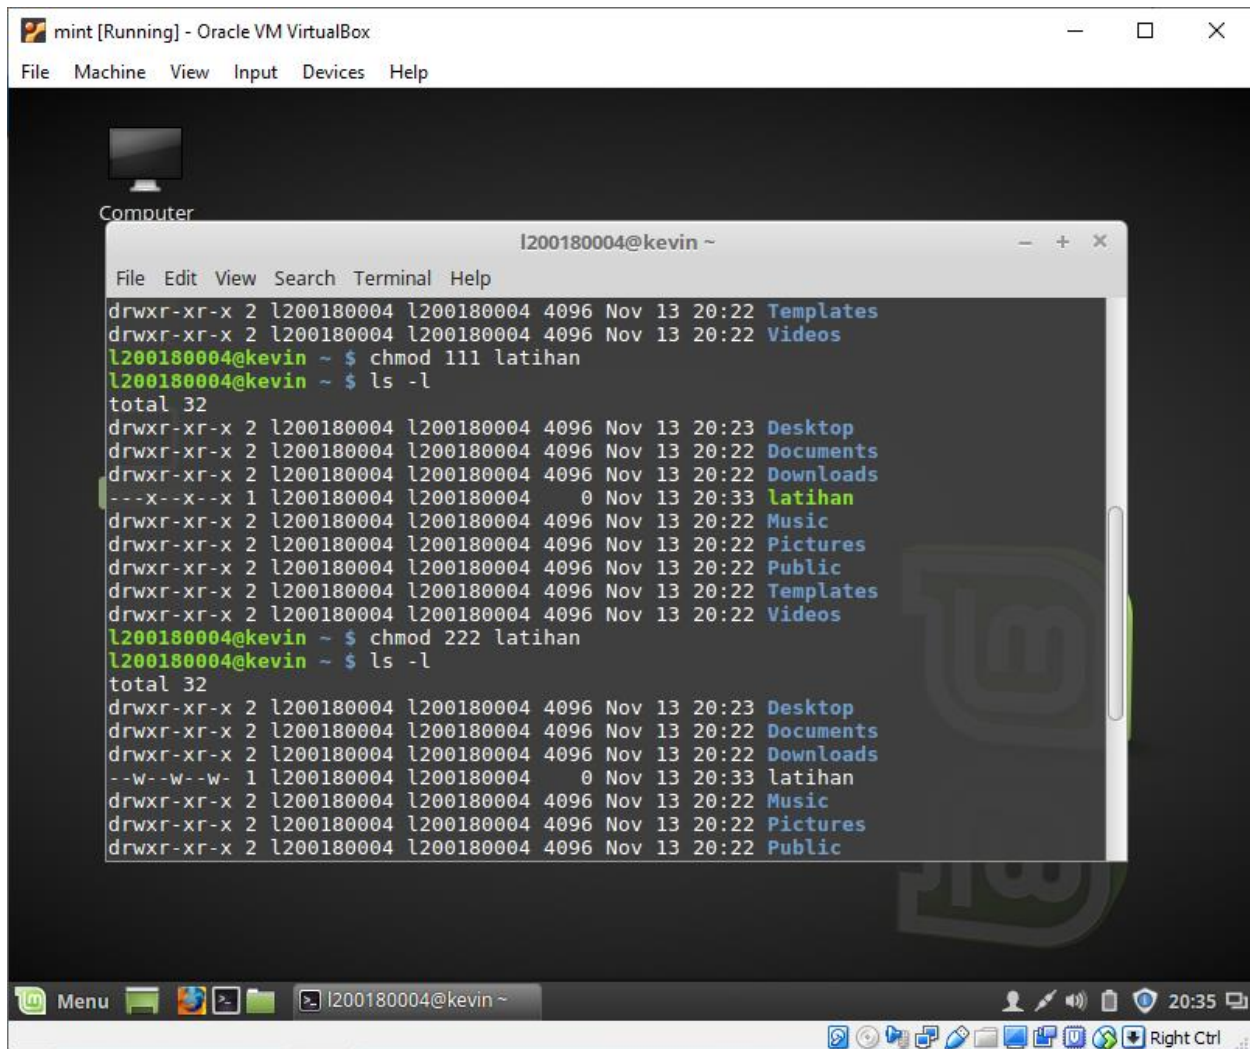 mint [Running] - Oracle VM VirtualBox
File Machine View Input Devices Help
Computer
l200180004@kevin ~
File Edit View Search Terminal Help
drwxr-xr-x 2 l200180004 l200180004 4096 Nov 13 20:22 Templates
drwxr-xr-x 2 l200180004 l200180004 4096 Nov 13 20:22 Videos
l200180004@kevin ~ $ chmod 111 latihan
l200180004@kevin ~ $ ls -l
total 32
drwxr-xr-x 2 l200180004 l200180004 4096 Nov 13 20:23 Desktop
drwxr-xr-x 2 l200180004 l200180004 4096 Nov 13 20:22 Documents
drwxr-xr-x 2 l200180004 l200180004 4096 Nov 13 20:22 Downloads
---x--x--x 1 l200180004 l200180004    0 Nov 13 20:33 latihan
drwxr-xr-x 2 l200180004 l200180004 4096 Nov 13 20:22 Music
drwxr-xr-x 2 l200180004 l200180004 4096 Nov 13 20:22 Pictures
drwxr-xr-x 2 l200180004 l200180004 4096 Nov 13 20:22 Public
drwxr-xr-x 2 l200180004 l200180004 4096 Nov 13 20:22 Templates
drwxr-xr-x 2 l200180004 l200180004 4096 Nov 13 20:22 Videos
l200180004@kevin ~ $ chmod 222 latihan
l200180004@kevin ~ $ ls -l
total 32
drwxr-xr-x 2 l200180004 l200180004 4096 Nov 13 20:23 Desktop
drwxr-xr-x 2 l200180004 l200180004 4096 Nov 13 20:22 Documents
drwxr-xr-x 2 l200180004 l200180004 4096 Nov 13 20:22 Downloads
--w--w--w- 1 l200180004 l200180004    0 Nov 13 20:33 latihan
drwxr-xr-x 2 l200180004 l200180004 4096 Nov 13 20:22 Music
drwxr-xr-x 2 l200180004 l200180004 4096 Nov 13 20:22 Pictures
drwxr-xr-x 2 l200180004 l200180004 4096 Nov 13 20:22 Public
Menu l200180004@kevin ~ 20:35
Right Ctrl